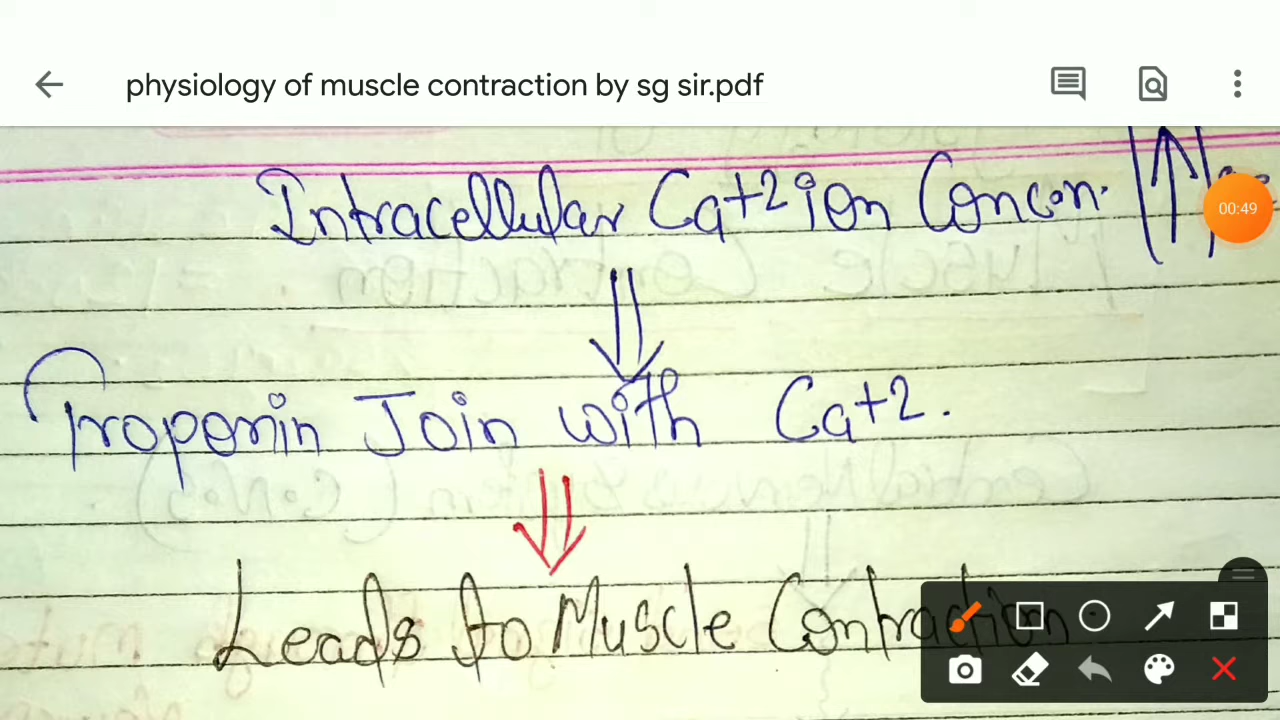 physiology of muscle contraction by sg sir.pdf
Intracellular Ca+2 ion Concn. (↑)
00:49
Troponin Join with Ca+2.
Leads to Muscle Contraction